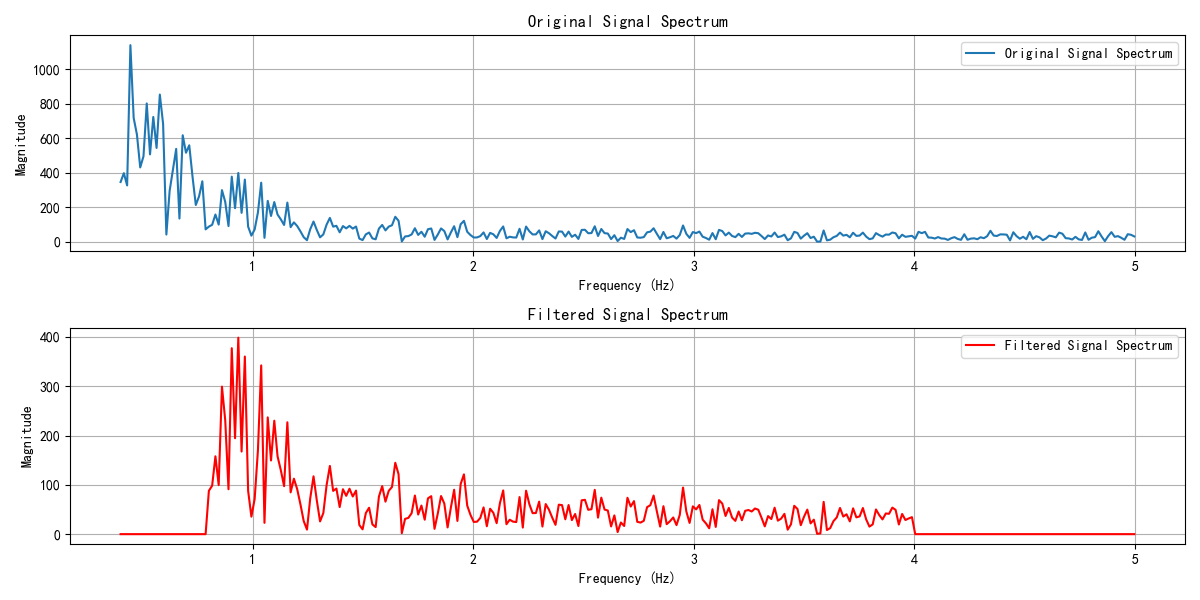 Original Signal Spectrum
Original Signal Spectrum
Magnitude
1000
800
600
400
200
0
1
2
3
4
5
Frequency (Hz)
Filtered Signal Spectrum
Filtered Signal Spectrum
Magnitude
400
300
200
100
0
1
2
3
4
5
Frequency (Hz)